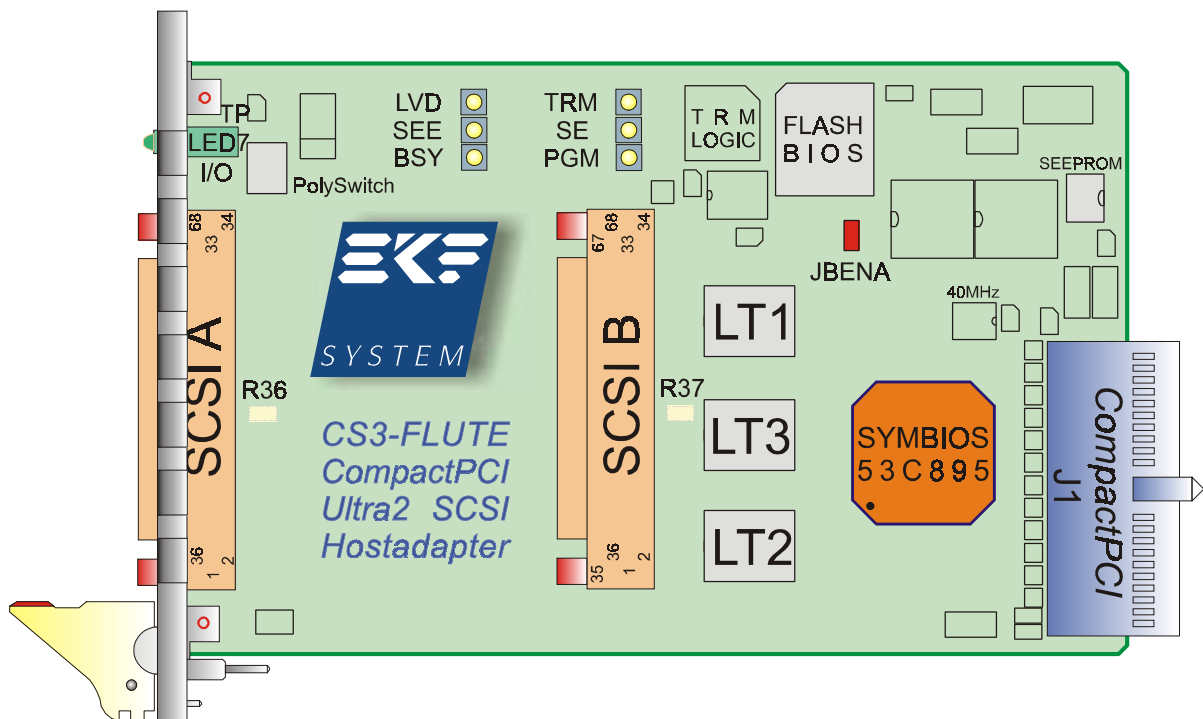 TP
LED7
I/O
PolySwitch
LVD
SEE
BSY
TRM
SE
PGM
T R M
LOGIC
FLASH
BIOS
SEEPROM
JBENA
40MHz
68
33
34
SCSI A
36
1
2
R36
EKF
SYSTEM
CS3-FLUTE
CompactPCI
Ultra2 SCSI
Hostadapter
67
68
33
34
SCSI B
35
36
1
2
R37
LT1
LT3
LT2
SYMBIOS
53C895
CompactPCI
J1